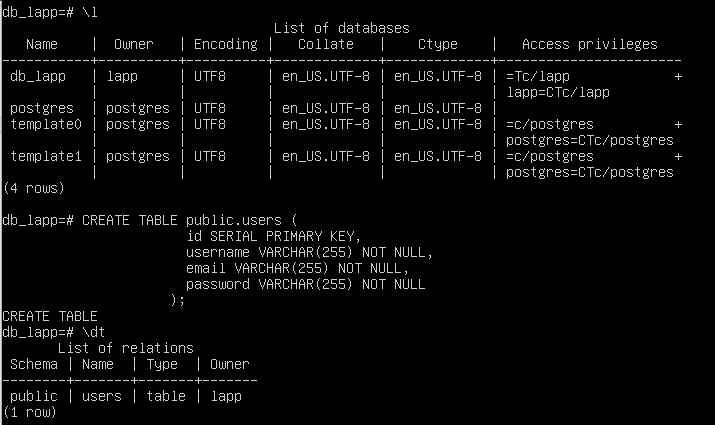 db_lapp=# \l
                                  List of databases
   Name    |  Owner   | Encoding |   Collate   |    Ctype    |   Access privileges
-----------+----------+----------+-------------+-------------+-----------------------
 db_lapp   | lapp     | UTF8     | en_US.UTF-8 | en_US.UTF-8 | =Tc/lapp             +
           |          |          |             |             | lapp=CTc/lapp
 postgres  | postgres | UTF8     | en_US.UTF-8 | en_US.UTF-8 |
 template0 | postgres | UTF8     | en_US.UTF-8 | en_US.UTF-8 | =c/postgres          +
           |          |          |             |             | postgres=CTc/postgres
 template1 | postgres | UTF8     | en_US.UTF-8 | en_US.UTF-8 | =c/postgres          +
           |          |          |             |             | postgres=CTc/postgres
(4 rows)

db_lapp=# CREATE TABLE public.users (
                       id SERIAL PRIMARY KEY,
                       username VARCHAR(255) NOT NULL,
                       email VARCHAR(255) NOT NULL,
                       password VARCHAR(255) NOT NULL
                     );
CREATE TABLE
db_lapp=# \dt
       List of relations
 Schema | Name  | Type  | Owner
--------+-------+-------+-------
 public | users | table | lapp
(1 row)